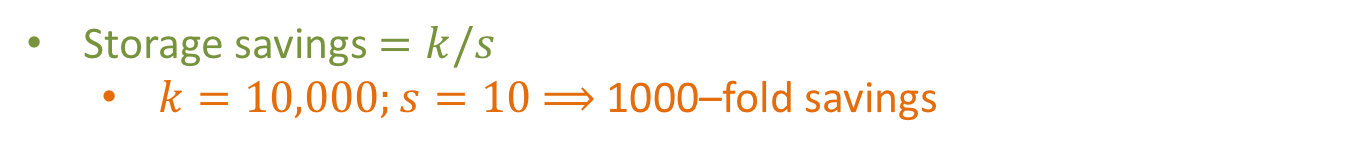 • Storage savings = k/s
• k = 10,000; s = 10 ⟹ 1000–fold savings